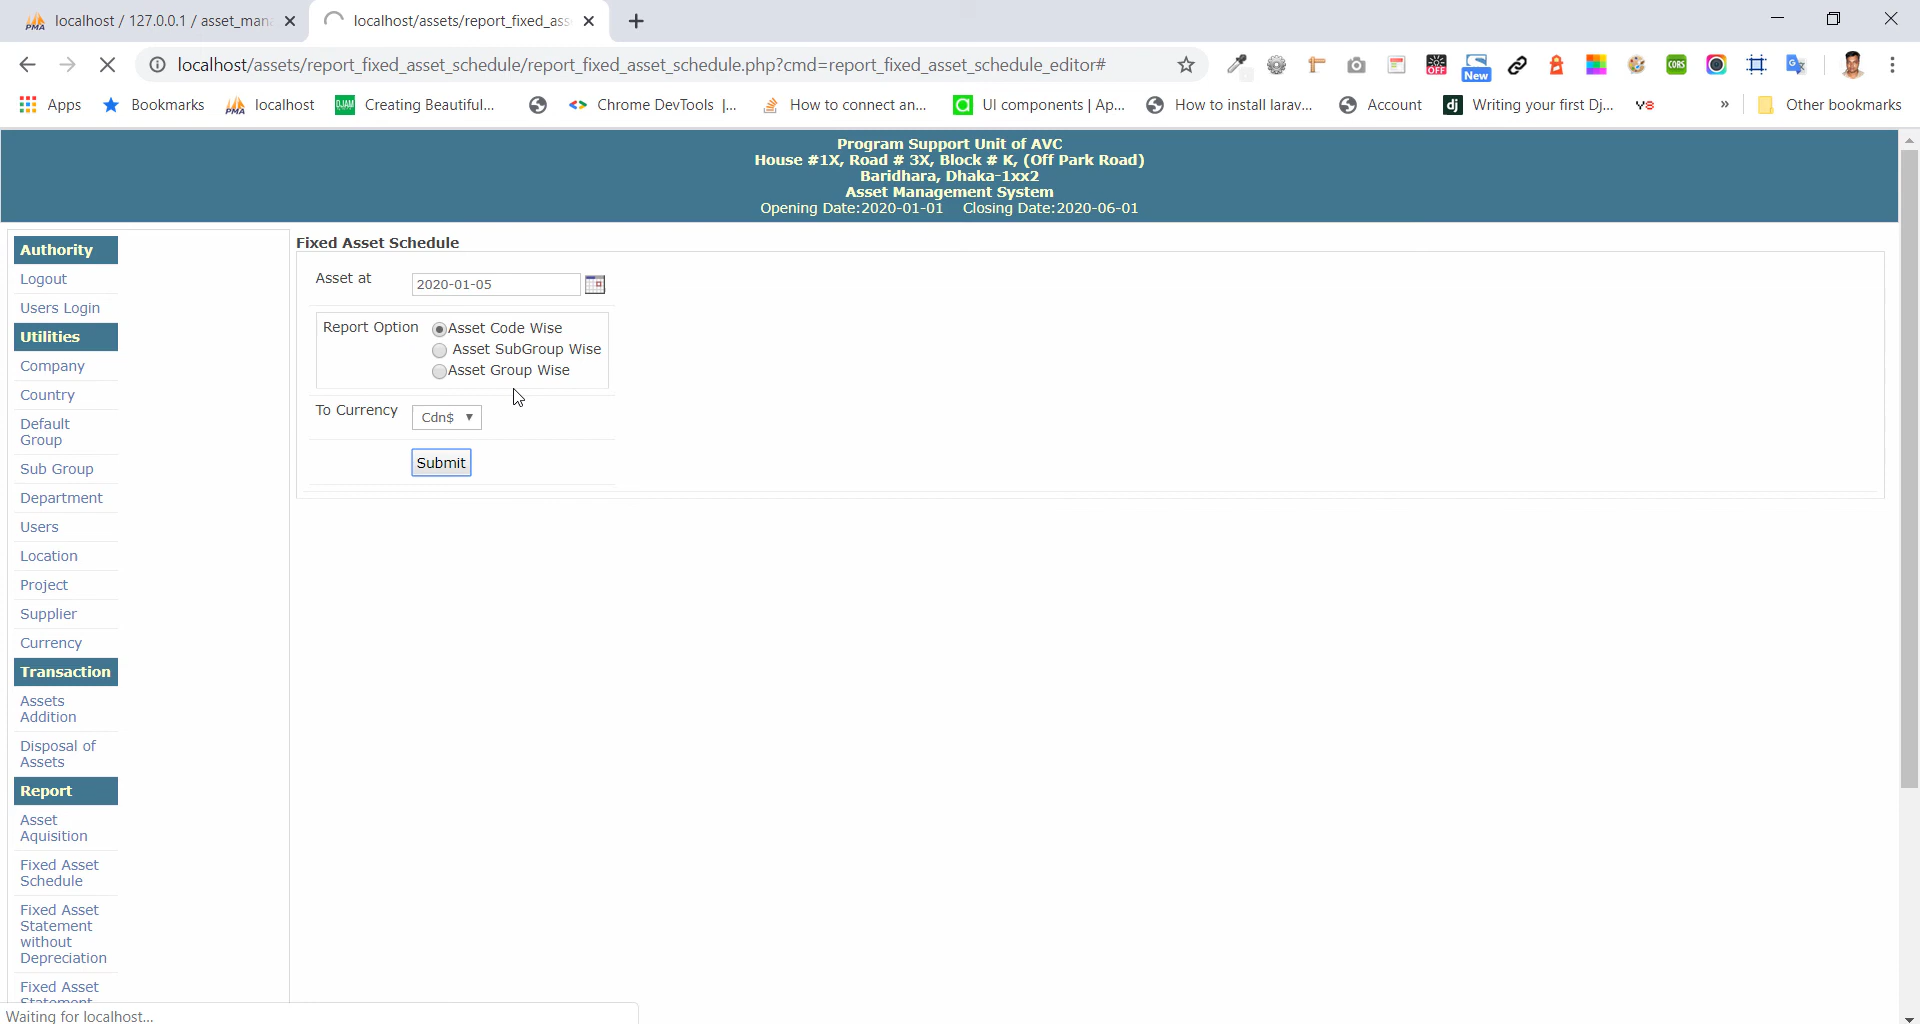 localhost / 127.0.0.1 / asset_man
localhost/assets/report_fixed_ass
localhost/assets/report_fixed_asset_schedule/report_fixed_asset_schedule.php?cmd=report_fixed_asset_schedule_editor#
OFF
New
CORS
Apps
Bookmarks
localhost
Creating Beautiful...
Chrome DevTools |...
How to connect an...
UI components | Ap...
How to install larav...
Account
dj
Writing your first Dj...
»
Other bookmarks
Program Support Unit of AVC
House #1X, Road # 3X, Block # K, (Off Park Road)
Baridhara, Dhaka-1xx2
Asset Management System
Opening Date:2020-01-01 Closing Date:2020-06-01
Authority
Logout
Users Login
Utilities
Company
Country
Default
Group
Sub Group
Department
Users
Location
Project
Supplier
Currency
Transaction
Assets
Addition
Disposal of
Assets
Report
Asset
Aquisition
Fixed Asset
Schedule
Fixed Asset
Statement
without
Depreciation
Fixed Asset
Statement
Fixed Asset Schedule
Asset at
2020-01-05
Report Option
Asset Code Wise
Asset SubGroup Wise
Asset Group Wise
To Currency
Cdn$
Submit
Waiting for localhost...